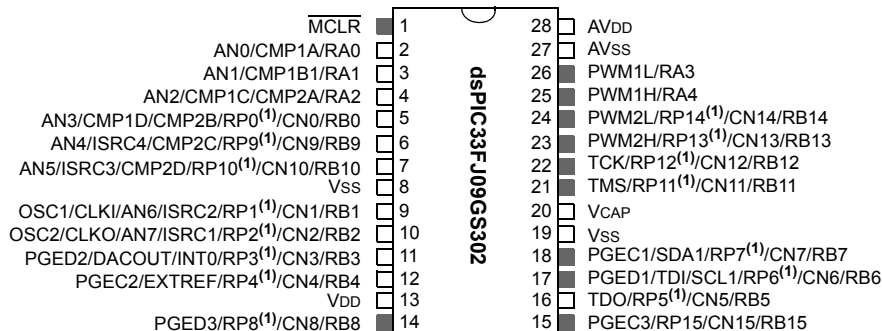 MCLR 1
AN0/CMP1A/RA0 2
AN1/CMP1B1/RA1 3
AN2/CMP1C/CMP2A/RA2 4
AN3/CMP1D/CMP2B/RP0(1)/CN0/RB0 5
AN4/ISRC4/CMP2C/RP9(1)/CN9/RB9 6
AN5/ISRC3/CMP2D/RP10(1)/CN10/RB10 7
VSS 8
OSC1/CLKI/AN6/ISRC2/RP1(1)/CN1/RB1 9
OSC2/CLKO/AN7/ISRC1/RP2(1)/CN2/RB2 10
PGED2/DACOUT/INT0/RP3(1)/CN3/RB3 11
PGEC2/EXTREF/RP4(1)/CN4/RB4 12
VDD 13
PGED3/RP8(1)/CN8/RB8 14
dsPIC33FJ09GS302
28 AVDD
27 AVSS
26 PWM1L/RA3
25 PWM1H/RA4
24 PWM2L/RP14(1)/CN14/RB14
23 PWM2H/RP13(1)/CN13/RB13
22 TCK/RP12(1)/CN12/RB12
21 TMS/RP11(1)/CN11/RB11
20 VCAP
19 VSS
18 PGEC1/SDA1/RP7(1)/CN7/RB7
17 PGED1/TDI/SCL1/RP6(1)/CN6/RB6
16 TDO/RP5(1)/CN5/RB5
15 PGEC3/RP15/CN15/RB15